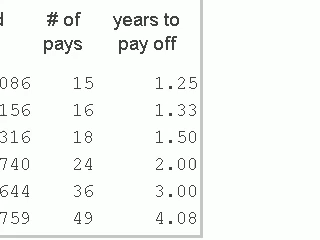 d # of years to
pays pay off
086 15 1.25
156 16 1.33
316 18 1.50
740 24 2.00
644 36 3.00
759 49 4.08